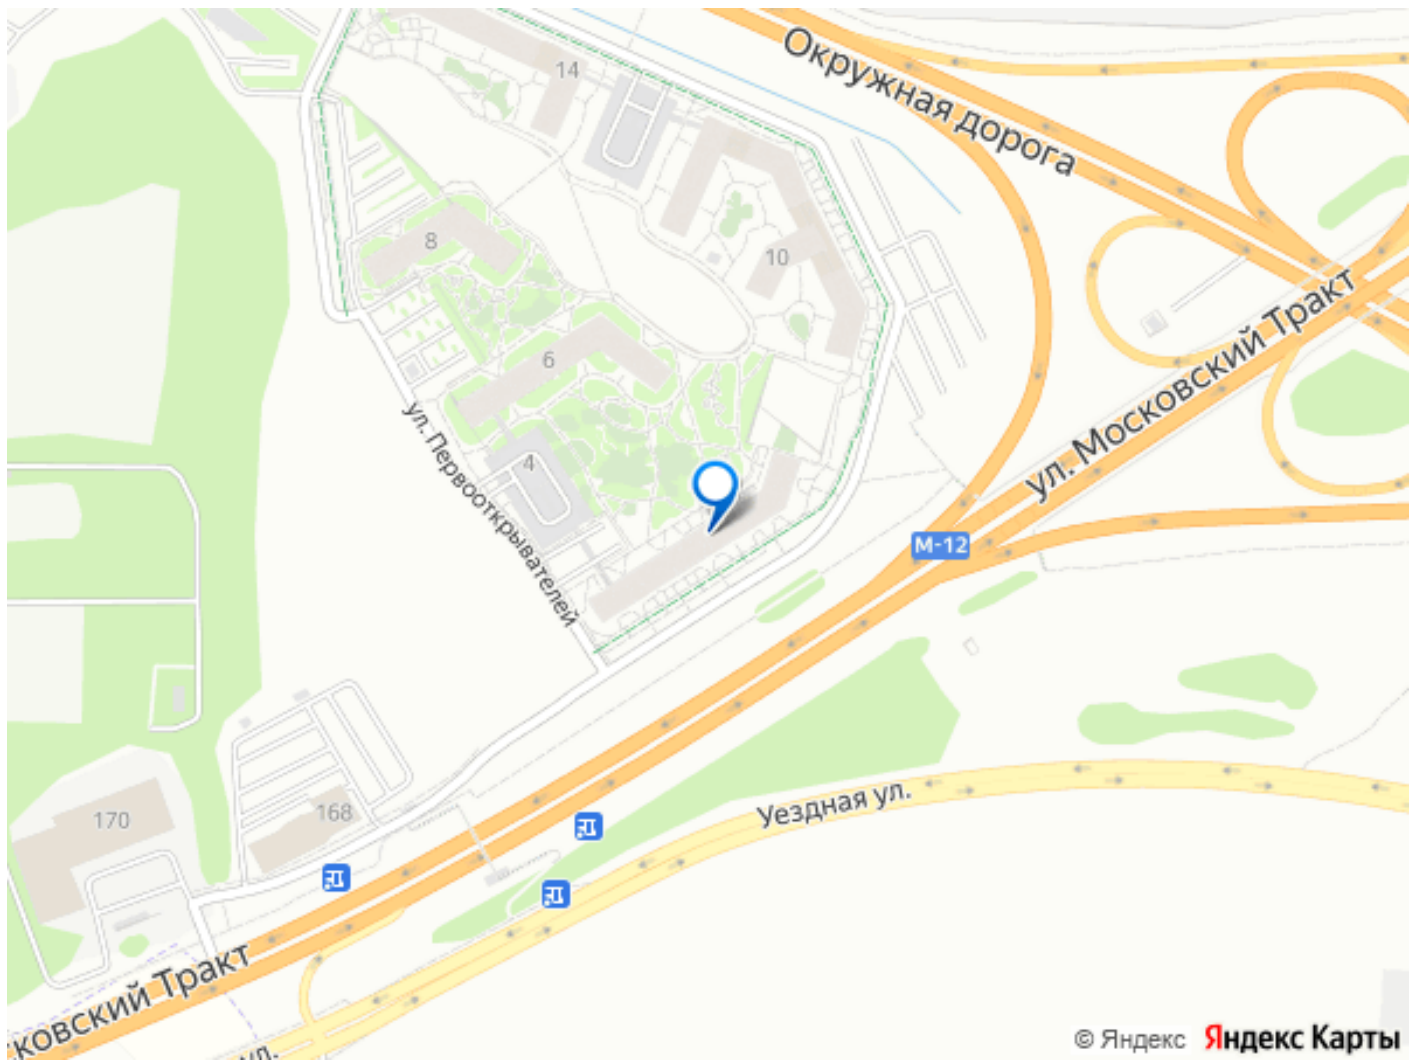 14
Окружная дорога
8
10
6
ул. Московский Тракт
ул. Первооткрывателей
4
М-12
170
168
Уездная ул.
ковский Тракт
ул.
© Яндекс Яндекс Карты